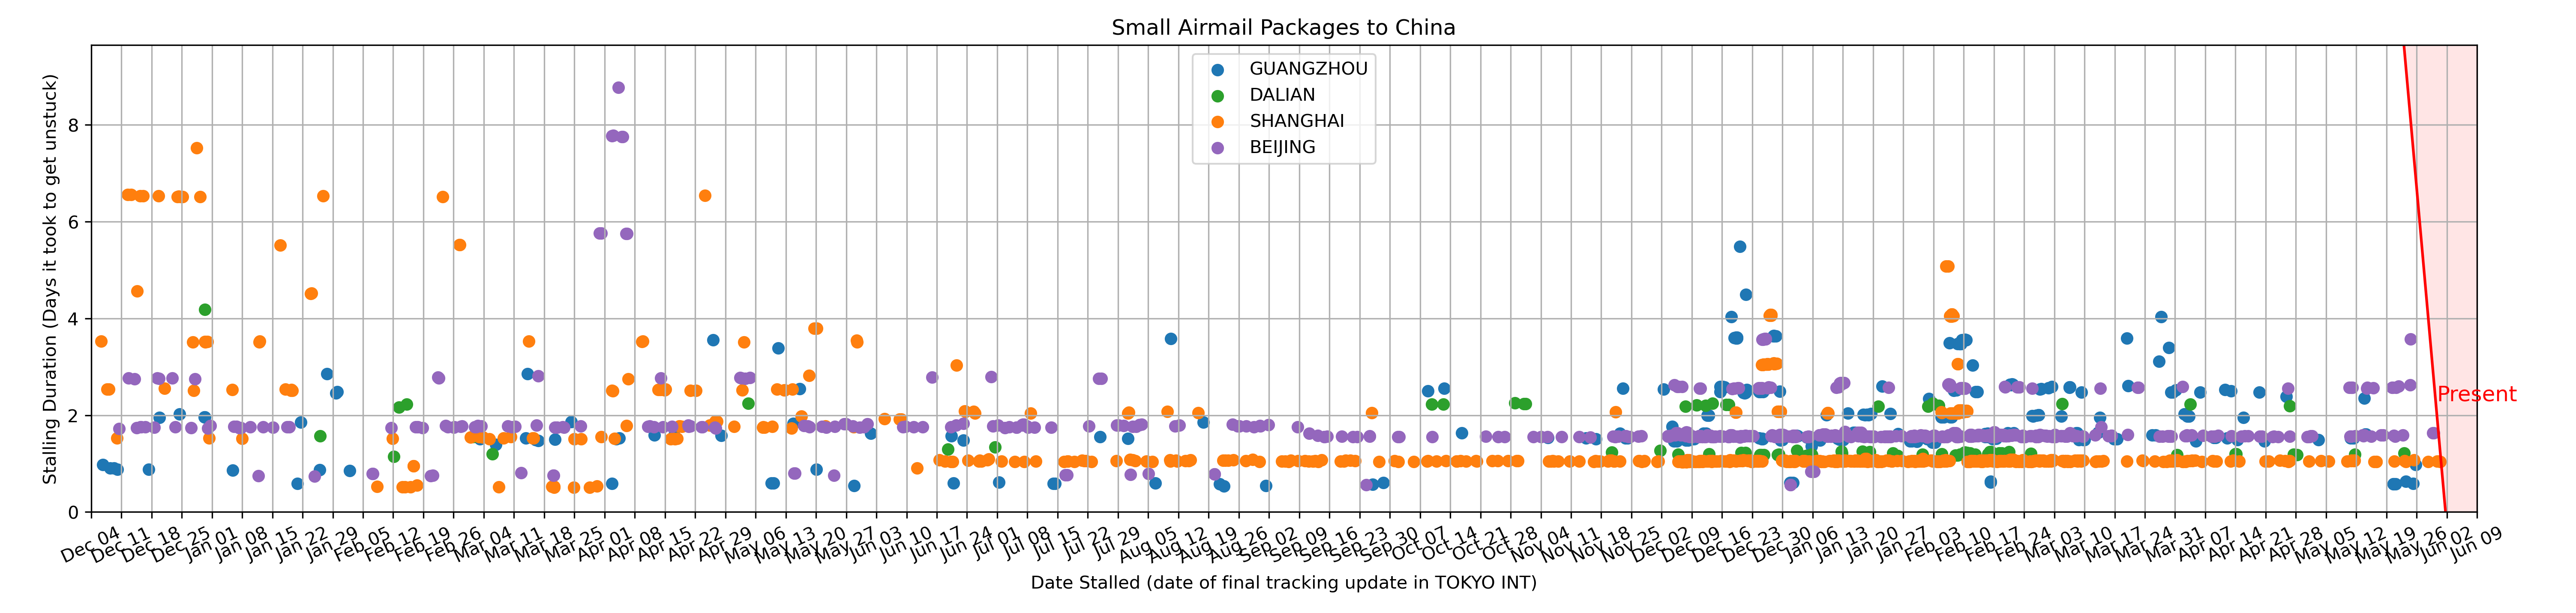 Small Airmail Packages to China
GUANGZHOU
DALIAN
SHANGHAI
BEIJING
Stalling Duration (Days it took to get unstuck)
8
6
4
2
0
Present
Dec 04
Dec 11
Dec 18
Dec 25
Jan 01
Jan 08
Jan 15
Jan 22
Jan 29
Feb 05
Feb 12
Feb 19
Feb 26
Mar 04
Mar 11
Mar 18
Mar 25
Apr 01
Apr 08
Apr 15
Apr 22
Apr 29
May 06
May 13
May 20
May 27
Jun 03
Jun 10
Jun 17
Jun 24
Jul 01
Jul 08
Jul 15
Jul 22
Jul 29
Aug 05
Aug 12
Aug 19
Aug 26
Sep 02
Sep 09
Sep 16
Sep 23
Sep 30
Oct 07
Oct 14
Oct 21
Oct 28
Nov 04
Nov 11
Nov 18
Nov 25
Dec 02
Dec 09
Dec 16
Dec 23
Dec 30
Jan 06
Jan 13
Jan 20
Jan 27
Feb 03
Feb 10
Feb 17
Feb 24
Mar 03
Mar 10
Mar 17
Mar 24
Mar 31
Apr 07
Apr 14
Apr 21
Apr 28
May 05
May 12
May 19
May 26
Jun 02
Jun 09
Date Stalled (date of final tracking update in TOKYO INT)